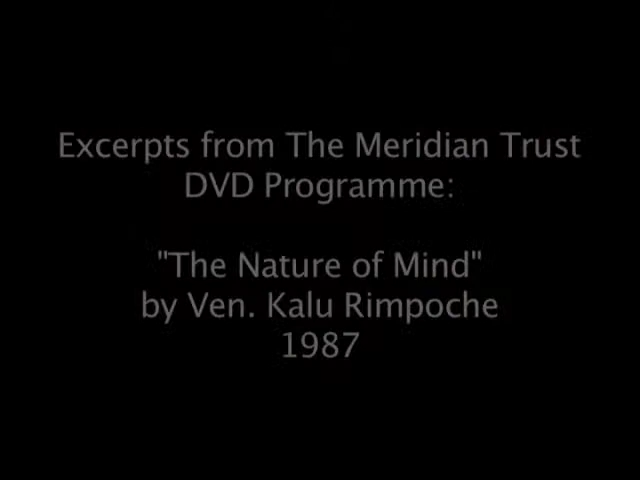 Excerpts from The Meridian Trust
DVD Programme:
"The Nature of Mind"
by Ven. Kalu Rimpoche
1987